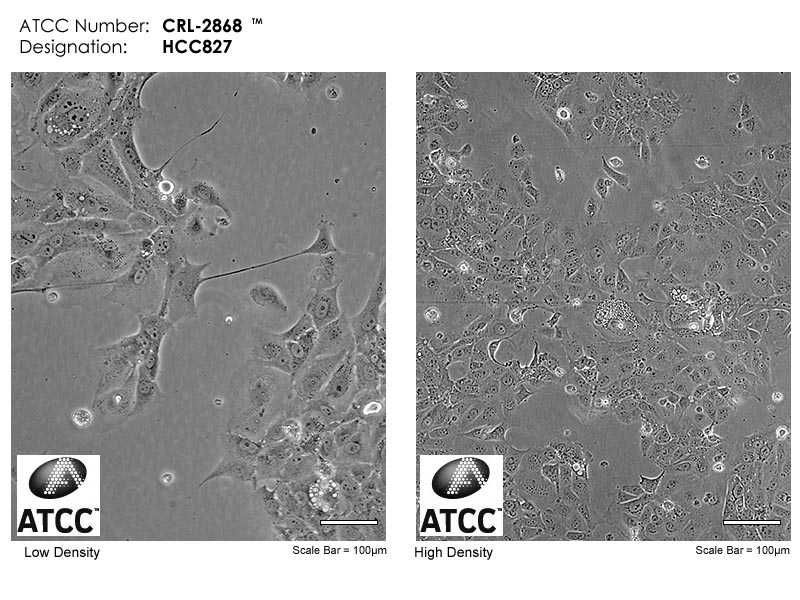 ATCC Number: CRL-2868 ™
Designation: HCC827
ATCC™
ATCC™
Low Density
Scale Bar = 100µm
High Density
Scale Bar = 100µm